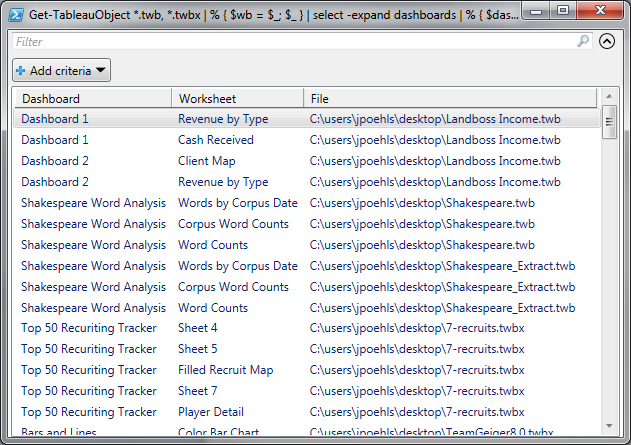 Get-TableauObject *.twb, *.twbx | % { $wb = $_; $_ } | select -expand dashboards | % { $das...
Filter
Add criteria
Dashboard Worksheet File
Dashboard 1 Revenue by Type C:\users\jpoehls\desktop\Landboss Income.twb
Dashboard 1 Cash Received C:\users\jpoehls\desktop\Landboss Income.twb
Dashboard 2 Client Map C:\users\jpoehls\desktop\Landboss Income.twb
Dashboard 2 Revenue by Type C:\users\jpoehls\desktop\Landboss Income.twb
Shakespeare Word Analysis Words by Corpus Date C:\users\jpoehls\desktop\Shakespeare.twb
Shakespeare Word Analysis Corpus Word Counts C:\users\jpoehls\desktop\Shakespeare.twb
Shakespeare Word Analysis Word Counts C:\users\jpoehls\desktop\Shakespeare.twb
Shakespeare Word Analysis Words by Corpus Date C:\users\jpoehls\desktop\Shakespeare_Extract.twb
Shakespeare Word Analysis Corpus Word Counts C:\users\jpoehls\desktop\Shakespeare_Extract.twb
Shakespeare Word Analysis Word Counts C:\users\jpoehls\desktop\Shakespeare_Extract.twb
Top 50 Recuriting Tracker Sheet 4 C:\users\jpoehls\desktop\7-recruits.twbx
Top 50 Recuriting Tracker Sheet 5 C:\users\jpoehls\desktop\7-recruits.twbx
Top 50 Recuriting Tracker Filled Recruit Map C:\users\jpoehls\desktop\7-recruits.twbx
Top 50 Recuriting Tracker Sheet 7 C:\users\jpoehls\desktop\7-recruits.twbx
Top 50 Recuriting Tracker Player Detail C:\users\jpoehls\desktop\7-recruits.twbx
Bars and Lines Color Bar Chart C:\users\jpoehls\desktop\TeamGeiger8.0.twbx